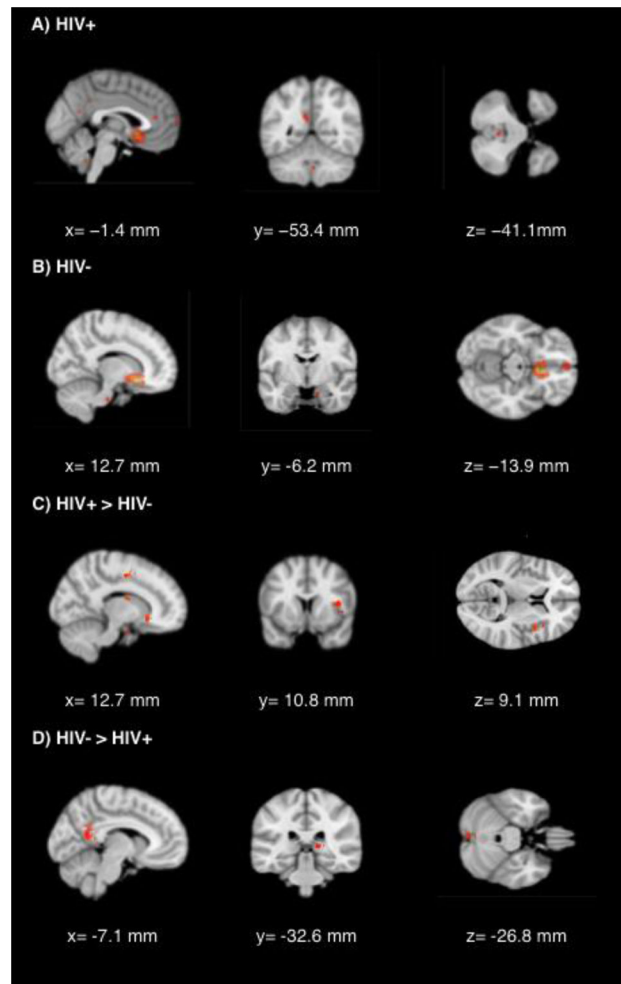 A) HIV+
x= −1.4 mm y= −53.4 mm z= −41.1mm
B) HIV-
x= 12.7 mm y= -6.2 mm z= −13.9 mm
C) HIV+ > HIV-
x= 12.7 mm y= 10.8 mm z= 9.1 mm
D) HIV- > HIV+
x= -7.1 mm y= -32.6 mm z= -26.8 mm